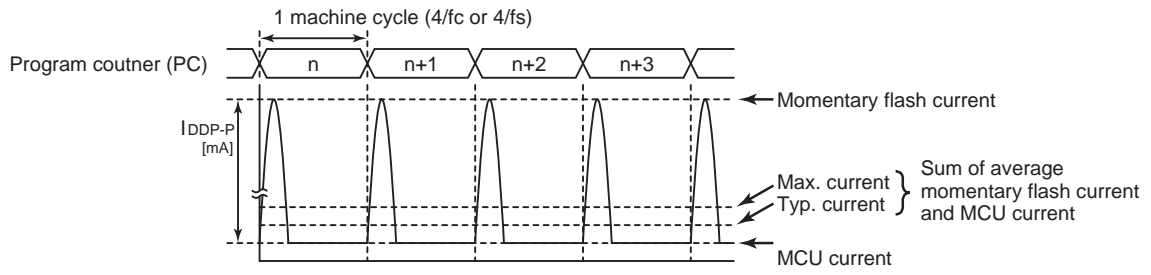 1 machine cycle (4/fc or 4/fs)
Program coutner (PC)
n
n+1
n+2
n+3
Momentary flash current
I DDP-P
[mA]
Max. current
Typ. current
Sum of average
momentary flash current
and MCU current
MCU current